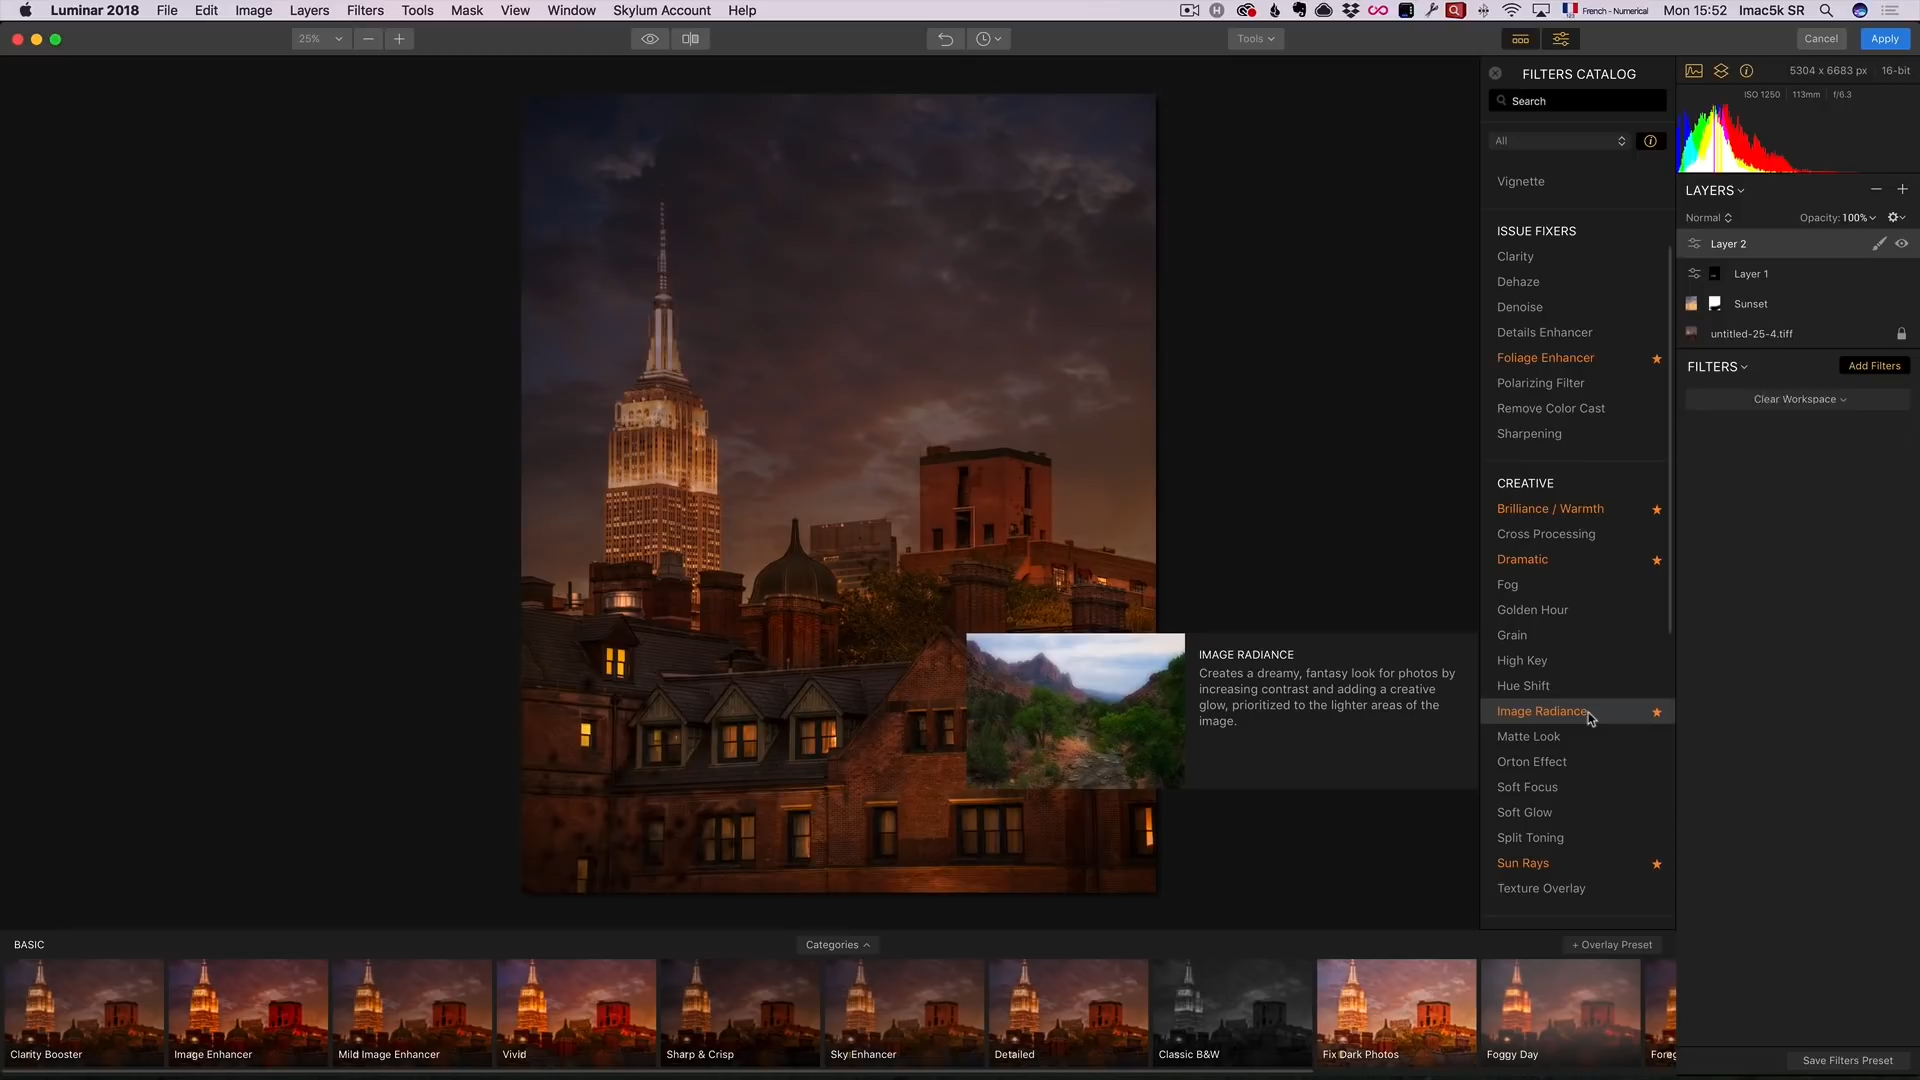 Luminar 2018 File Edit Image Layers Filters Tools Mask View Window Skylum Account Help
French - Numerical Mon 15:52 Imac5k SR
25%
Tools
Cancel
Apply
FILTERS CATALOG
Search
All
Vignette
ISSUE FIXERS
Clarity
Dehaze
Denoise
Details Enhancer
Foliage Enhancer
Polarizing Filter
Remove Color Cast
Sharpening
CREATIVE
Brilliance / Warmth
Cross Processing
Dramatic
Fog
Golden Hour
Grain
High Key
Hue Shift
Image Radiance
Matte Look
Orton Effect
Soft Focus
Soft Glow
Split Toning
Sun Rays
Texture Overlay
IMAGE RADIANCE
Creates a dreamy, fantasy look for photos by
increasing contrast and adding a creative
glow, prioritized to the lighter areas of the
image.
5304 x 6683 px 16-bit
ISO 1250 113mm f/6.3
LAYERS
Normal Opacity: 100%
Layer 2
Layer 1
Sunset
untitled-25-4.tiff
FILTERS
Add Filters
Clear Workspace
BASIC
Categories
+ Overlay Preset
Clarity Booster
Image Enhancer
Mild Image Enhancer
Vivid
Sharp & Crisp
Sky Enhancer
Detailed
Classic B&W
Fix Dark Photos
Foggy Day
Foreg
Save Filters Preset